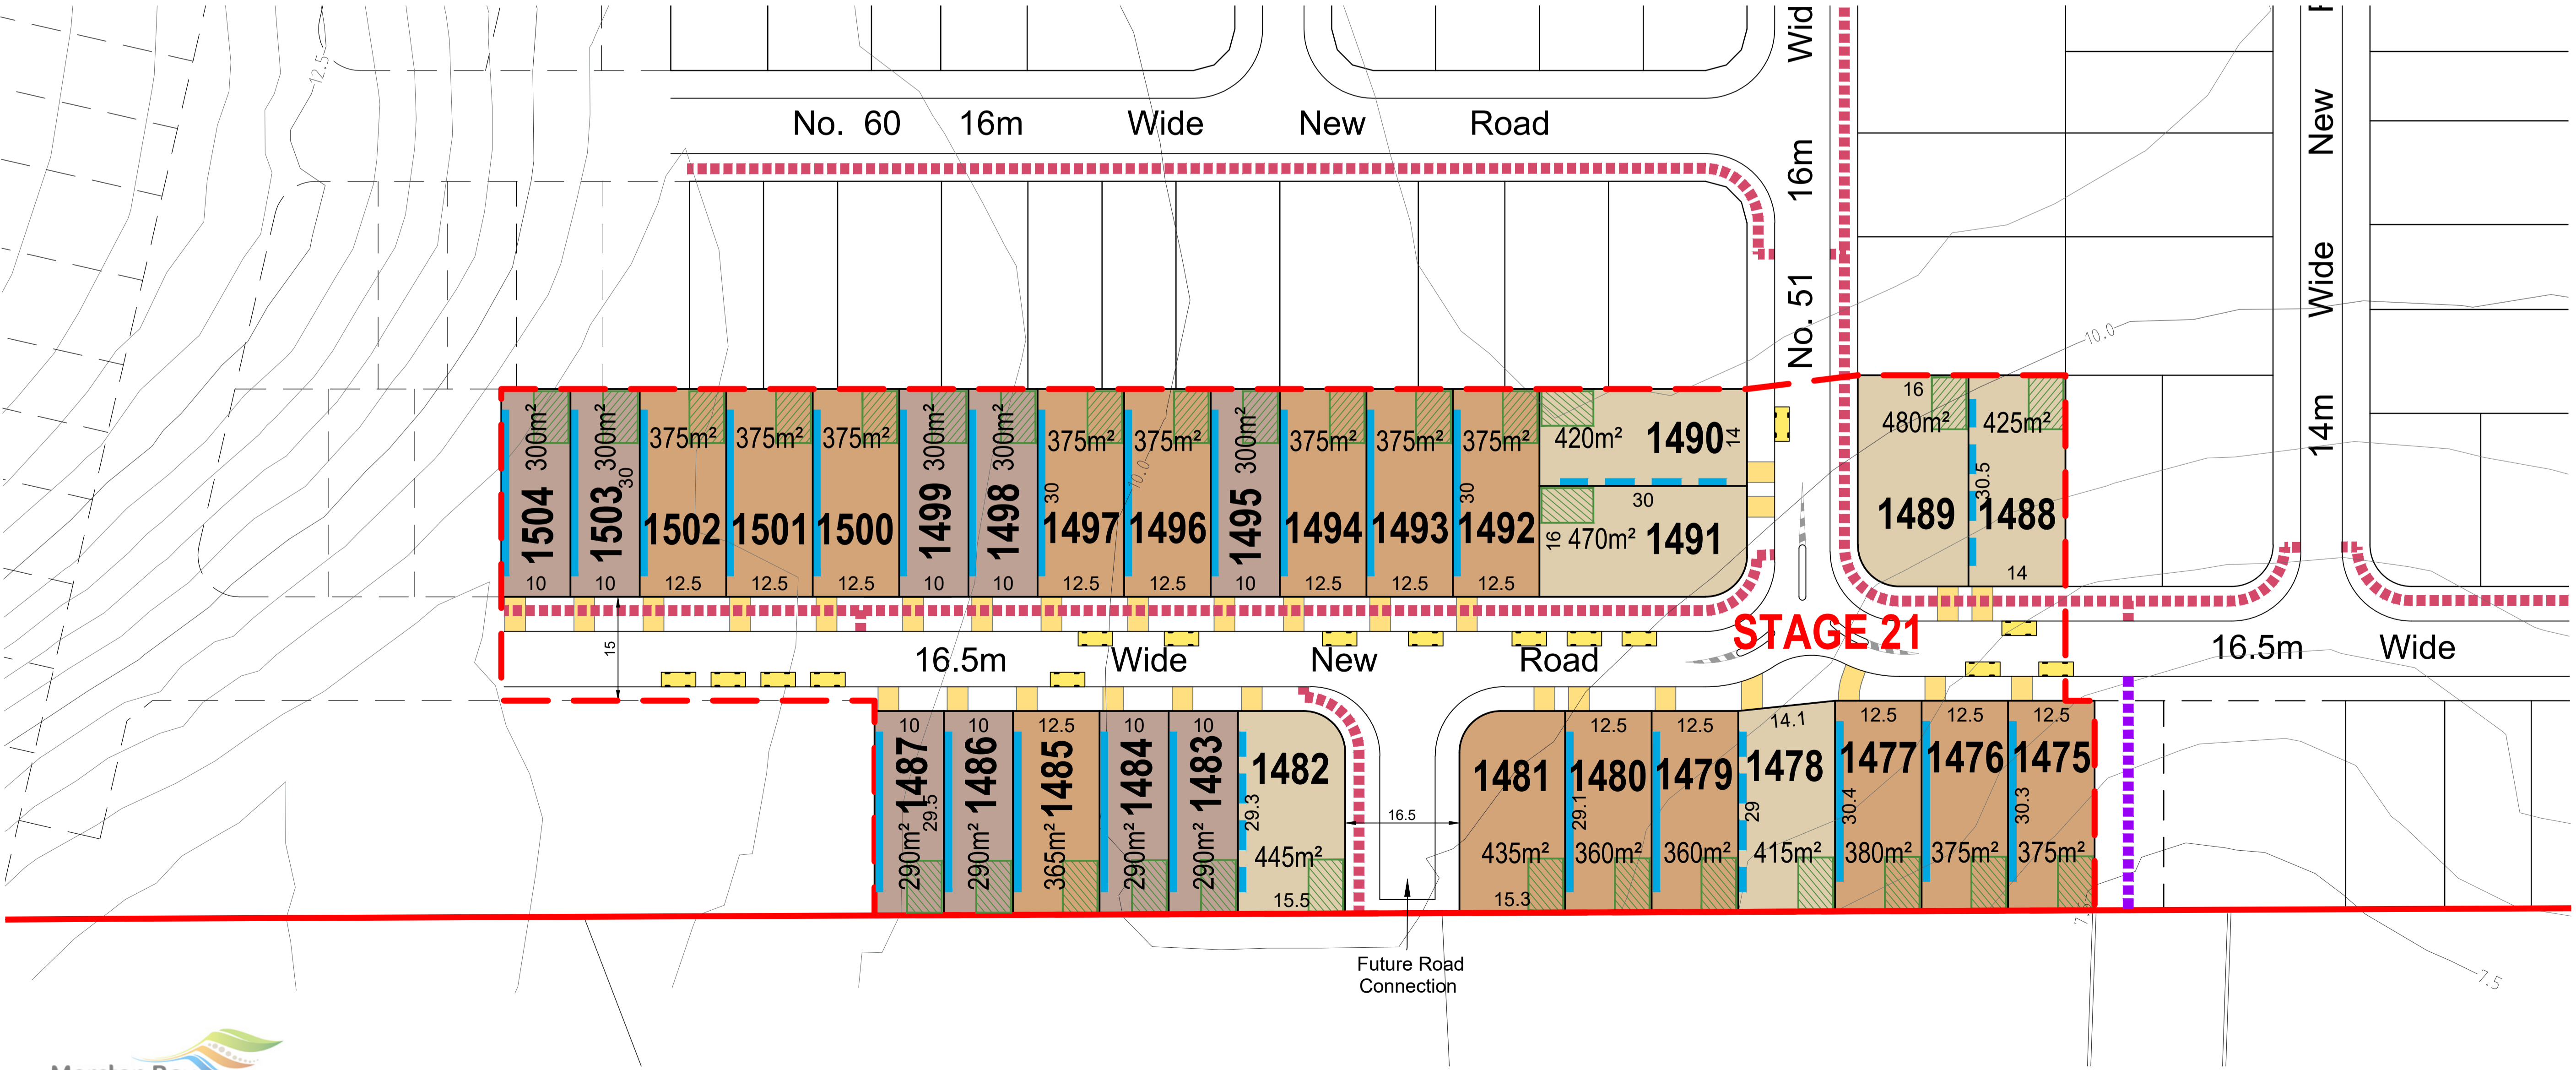 12.5
No. 60 16m Wide New Road
No. 51 16m Wid
14m Wide New
10.0
10.0
1504 300m² 10
1503 300m² 30 10
375m² 1502 12.5
375m² 1501 12.5
375m² 1500 12.5
1499 300m² 10
1498 300m² 10
375m² 30 1497 12.5
375m² 1496 12.5
1495 300m² 10
375m² 1494 12.5
375m² 1493 12.5
375m² 30 1492 12.5
420m² 1490 14
30
16 470m² 1491
16
480m² 1489
30.5
425m² 1488
14
STAGE 21
15
16.5m Wide New Road
16.5m Wide
10 1487 29.5 290m²
10 1486 290m²
12.5 1485 365m²
10 1484 290m²
10 1483 290m²
1482 29.3 445m² 15.5
16.5
1481 435m² 15.3
12.5 1480 29.1 360m²
12.5 1479 360m²
14.1 1478 29 415m²
12.5 1477 30.4 380m²
12.5 1476 375m²
12.5 1475 30.3 375m²
Future Road
Connection
7.5